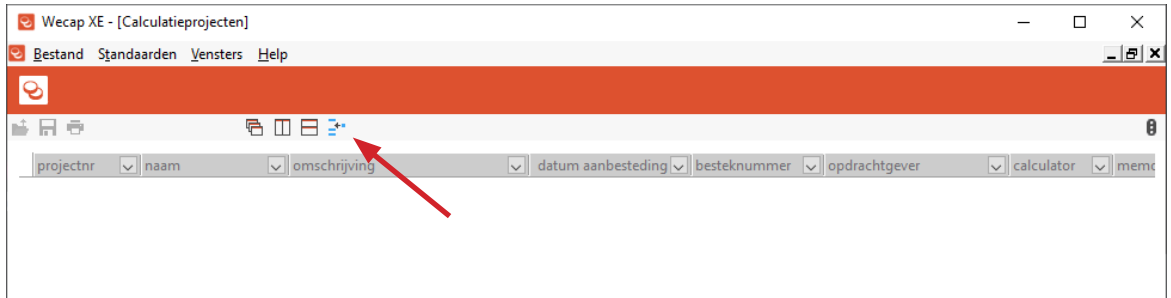 Wecap XE - [Calculatieprojecten]
Bestand Standaarden Vensters Help
projectnr naam omschrijving datum aanbesteding besteknummer opdrachtgever calculator memo